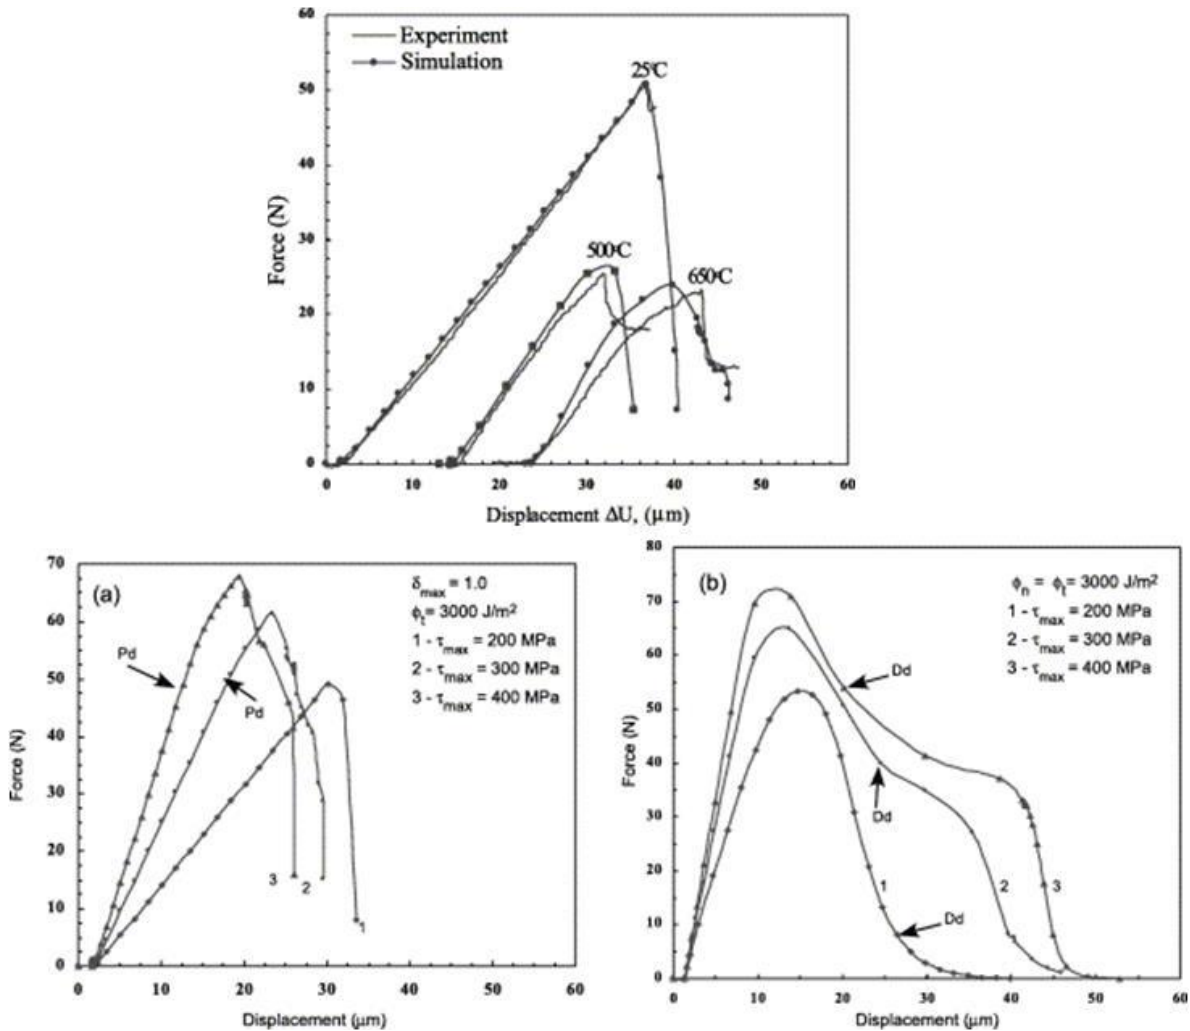 60
Experiment
Simulation
25°C
50
40
Force (N)
30
500°C
650°C
20
10
0
0 10 20 30 40 50 60
Displacement ΔU, (μm)
70
(a)
δmax = 1.0
ϕt = 3000 J/m²
1 - τmax = 200 MPa
2 - τmax = 300 MPa
3 - τmax = 400 MPa
60
Pd
50
Pd
40
Force (N)
30
20
3 2
10
1
0
0 10 20 30 40 50 60
Displacement (μm)
80
(b)
ϕn = ϕt = 3000 J/m²
1 - τmax = 200 MPa
2 - τmax = 300 MPa
3 - τmax = 400 MPa
70
60
Dd
50
40
Force (N)
30
Dd
20
1 2 3
10
Dd
0
0 10 20 30 40 50 60
Displacement (μm)